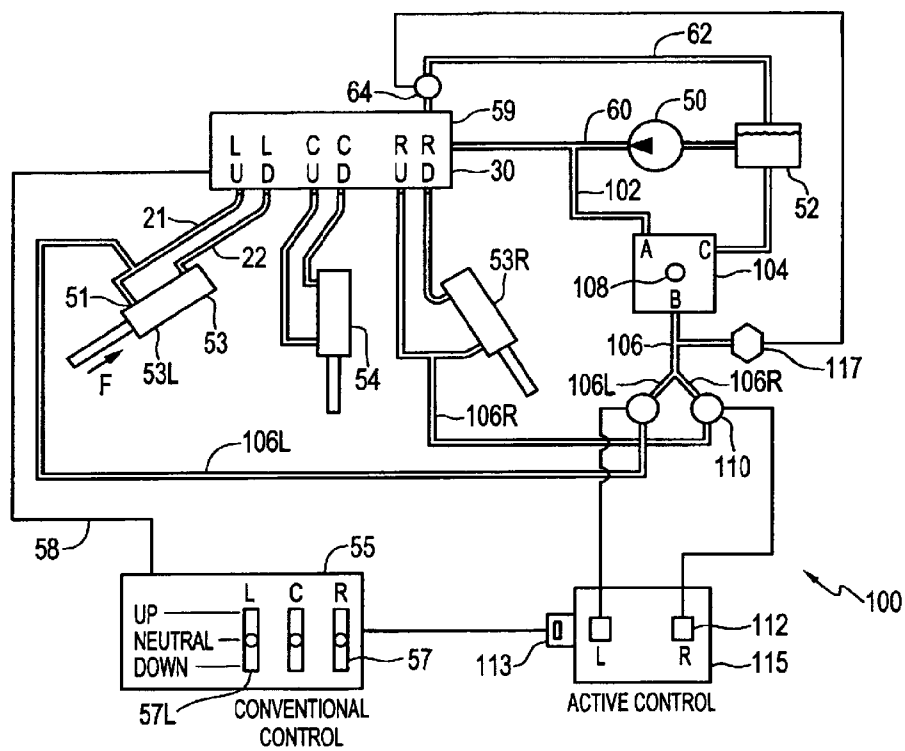 62
64
59
60
50
L L C C R R
U D U D U D
30
102
52
21
22
53R
A C
108
B
104
51
53
53L
F
54
106
117
106L
106R
106R
110
106L
58
55
100
L C R
UP
NEUTRAL
DOWN
57
57L
113
L R
112
115
CONVENTIONAL
CONTROL
ACTIVE CONTROL